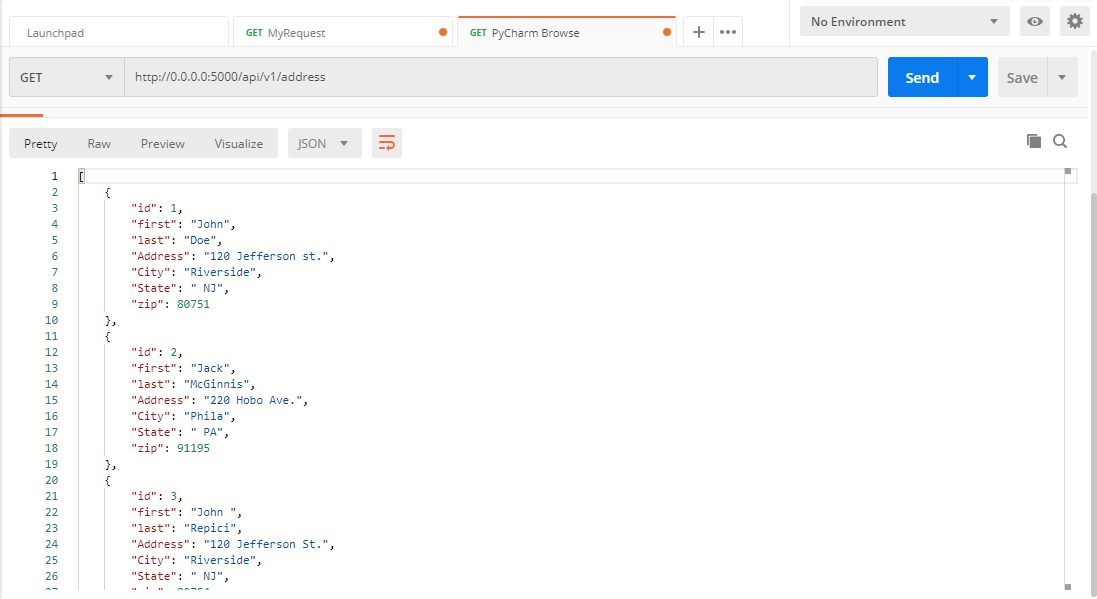 Launchpad
GET MyRequest
GET PyCharm Browse
No Environment
GET
http://0.0.0.0:5000/api/v1/address
Send
Save
Pretty Raw Preview Visualize JSON
1 [
2 {
3 "id": 1,
4 "first": "John",
5 "last": "Doe",
6 "Address": "120 Jefferson st.",
7 "City": "Riverside",
8 "State": " NJ",
9 "zip": 80751
10 },
11 {
12 "id": 2,
13 "first": "Jack",
14 "last": "McGinnis",
15 "Address": "220 Hobo Ave.",
16 "City": "Phila",
17 "State": " PA",
18 "zip": 91195
19 },
20 {
21 "id": 3,
22 "first": "John ",
23 "last": "Repici",
24 "Address": "120 Jefferson St.",
25 "City": "Riverside",
26 "State": " NJ",